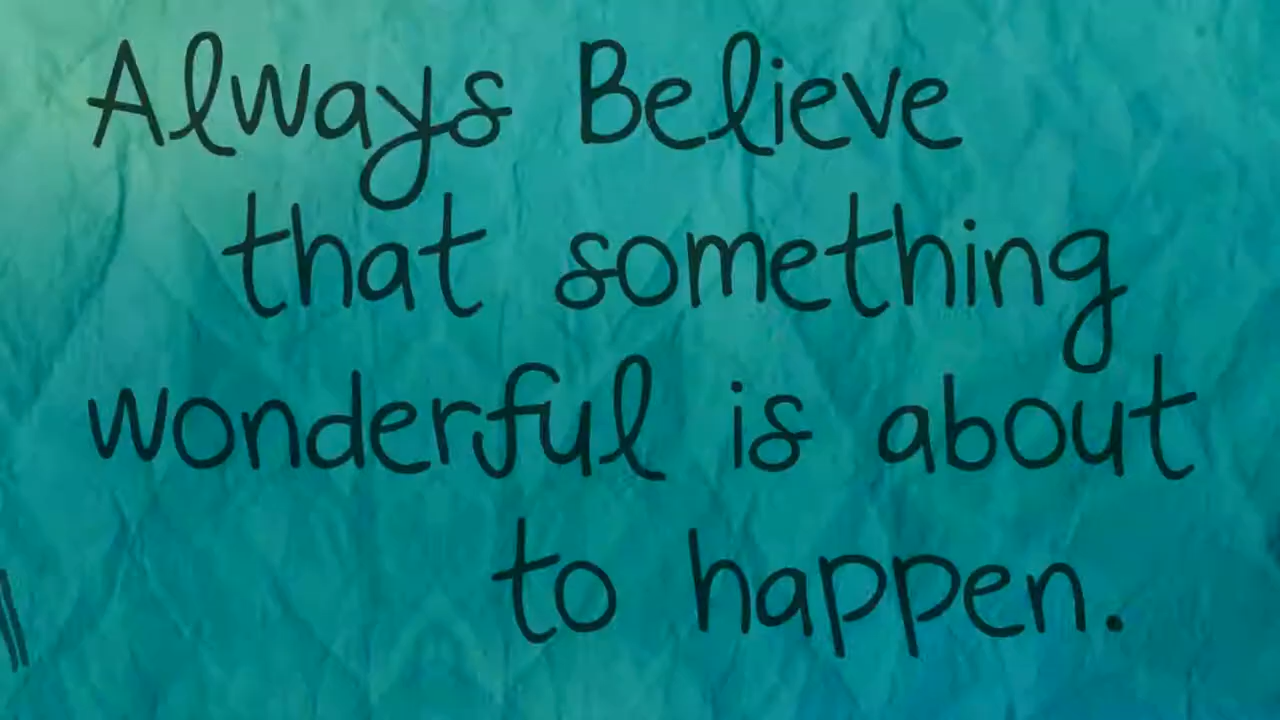 Always Believe
that something
wonderful is about
to happen.